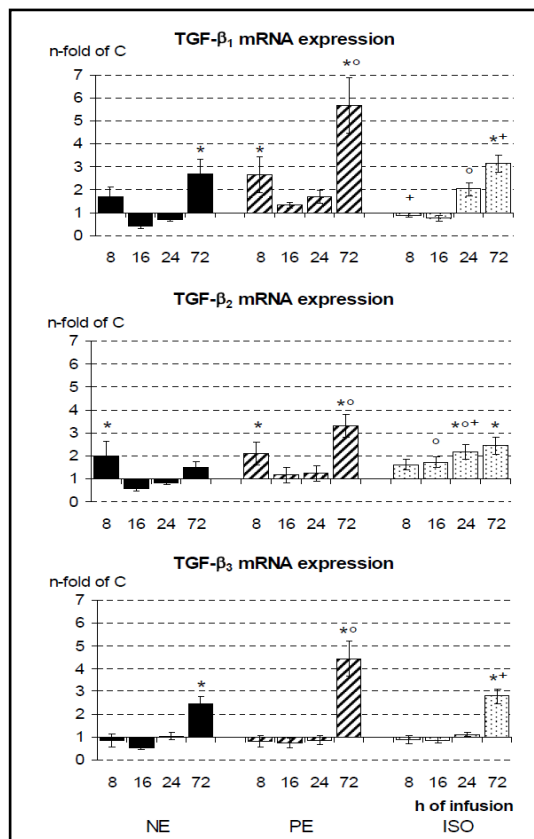 TGF-β₁ mRNA expression
n-fold of C
7
6
5
4
3
2
1
0
* * *° + ° *+
8 16 24 72 8 16 24 72 8 16 24 72
TGF-β₂ mRNA expression
n-fold of C
7
6
5
4
3
2
1
0
* * *° ° *°+ *
8 16 24 72 8 16 24 72 8 16 24 72
TGF-β₃ mRNA expression
n-fold of C
7
6
5
4
3
2
1
0
* *° *+
8 16 24 72 8 16 24 72 8 16 24 72
h of infusion
NE PE ISO